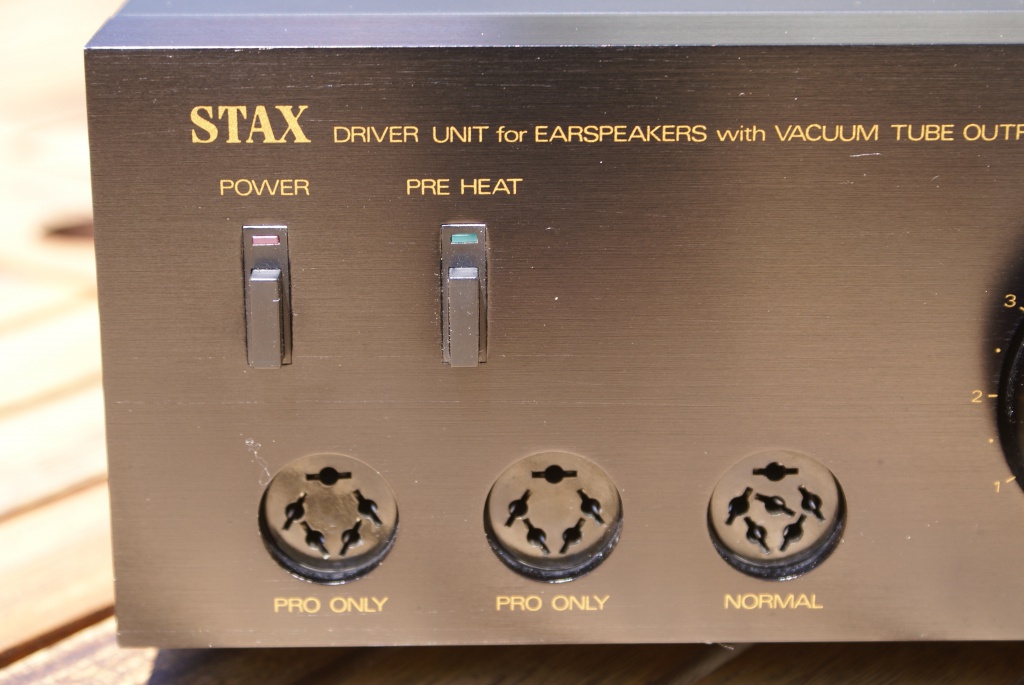 STAX DRIVER UNIT for EARSPEAKERS with VACUUM TUBE
POWER PRE HEAT
3
2
1
PRO ONLY PRO ONLY NORMAL